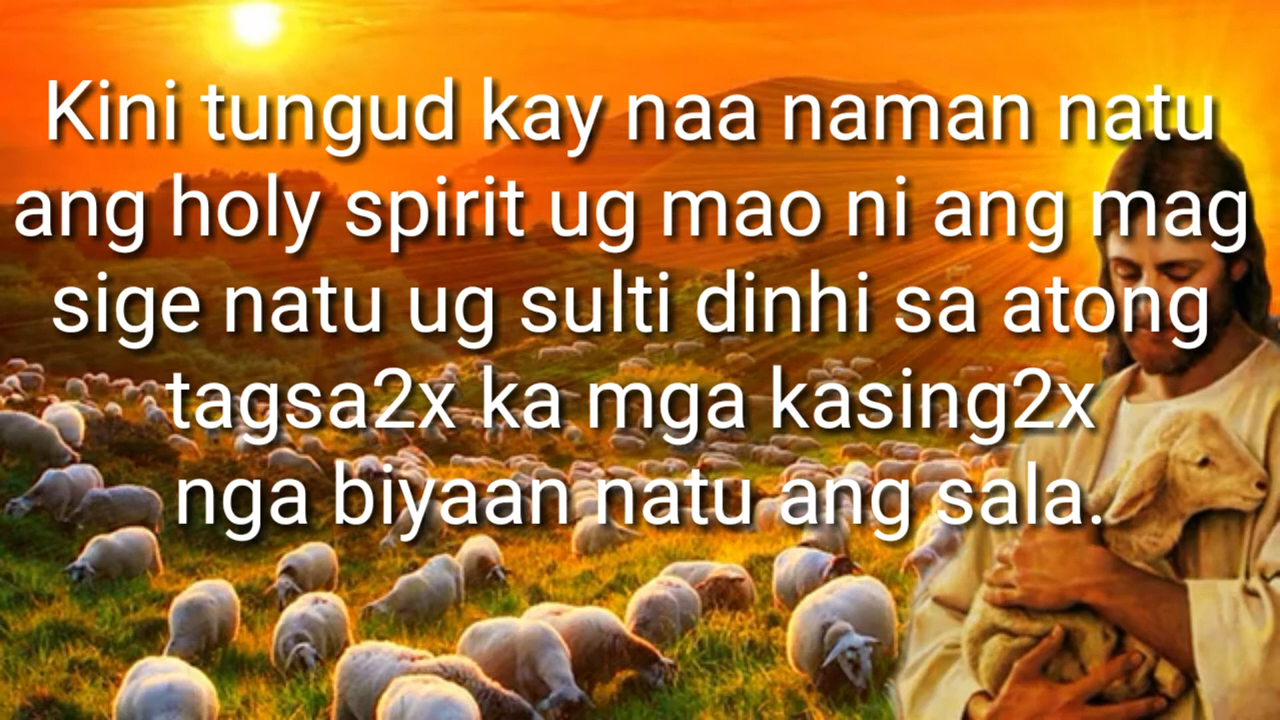 Kini tungud kay naa naman natu
ang holy spirit ug mao ni ang mag
sige natu ug sulti dinhi sa atong
tagsa2x ka mga kasing2x
nga biyaan natu ang sala.